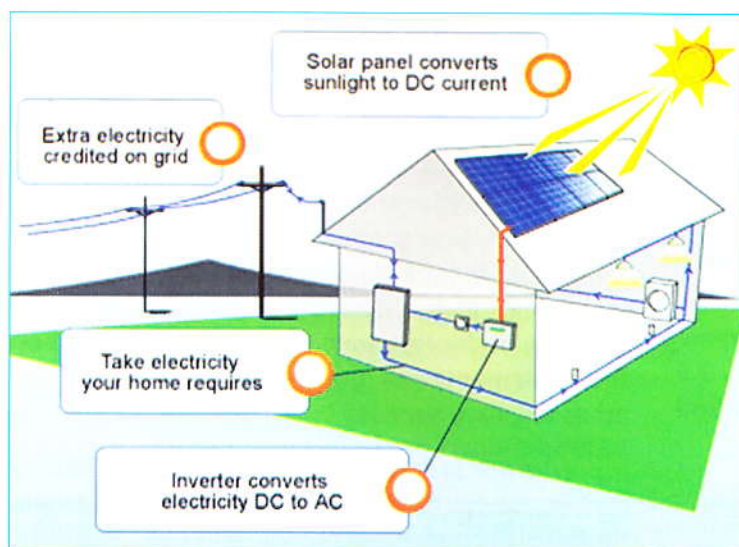 Solar panel converts
sunlight to DC current
Extra electricity
credited on grid
Take electricity
your home requires
Inverter converts
electricity DC to AC